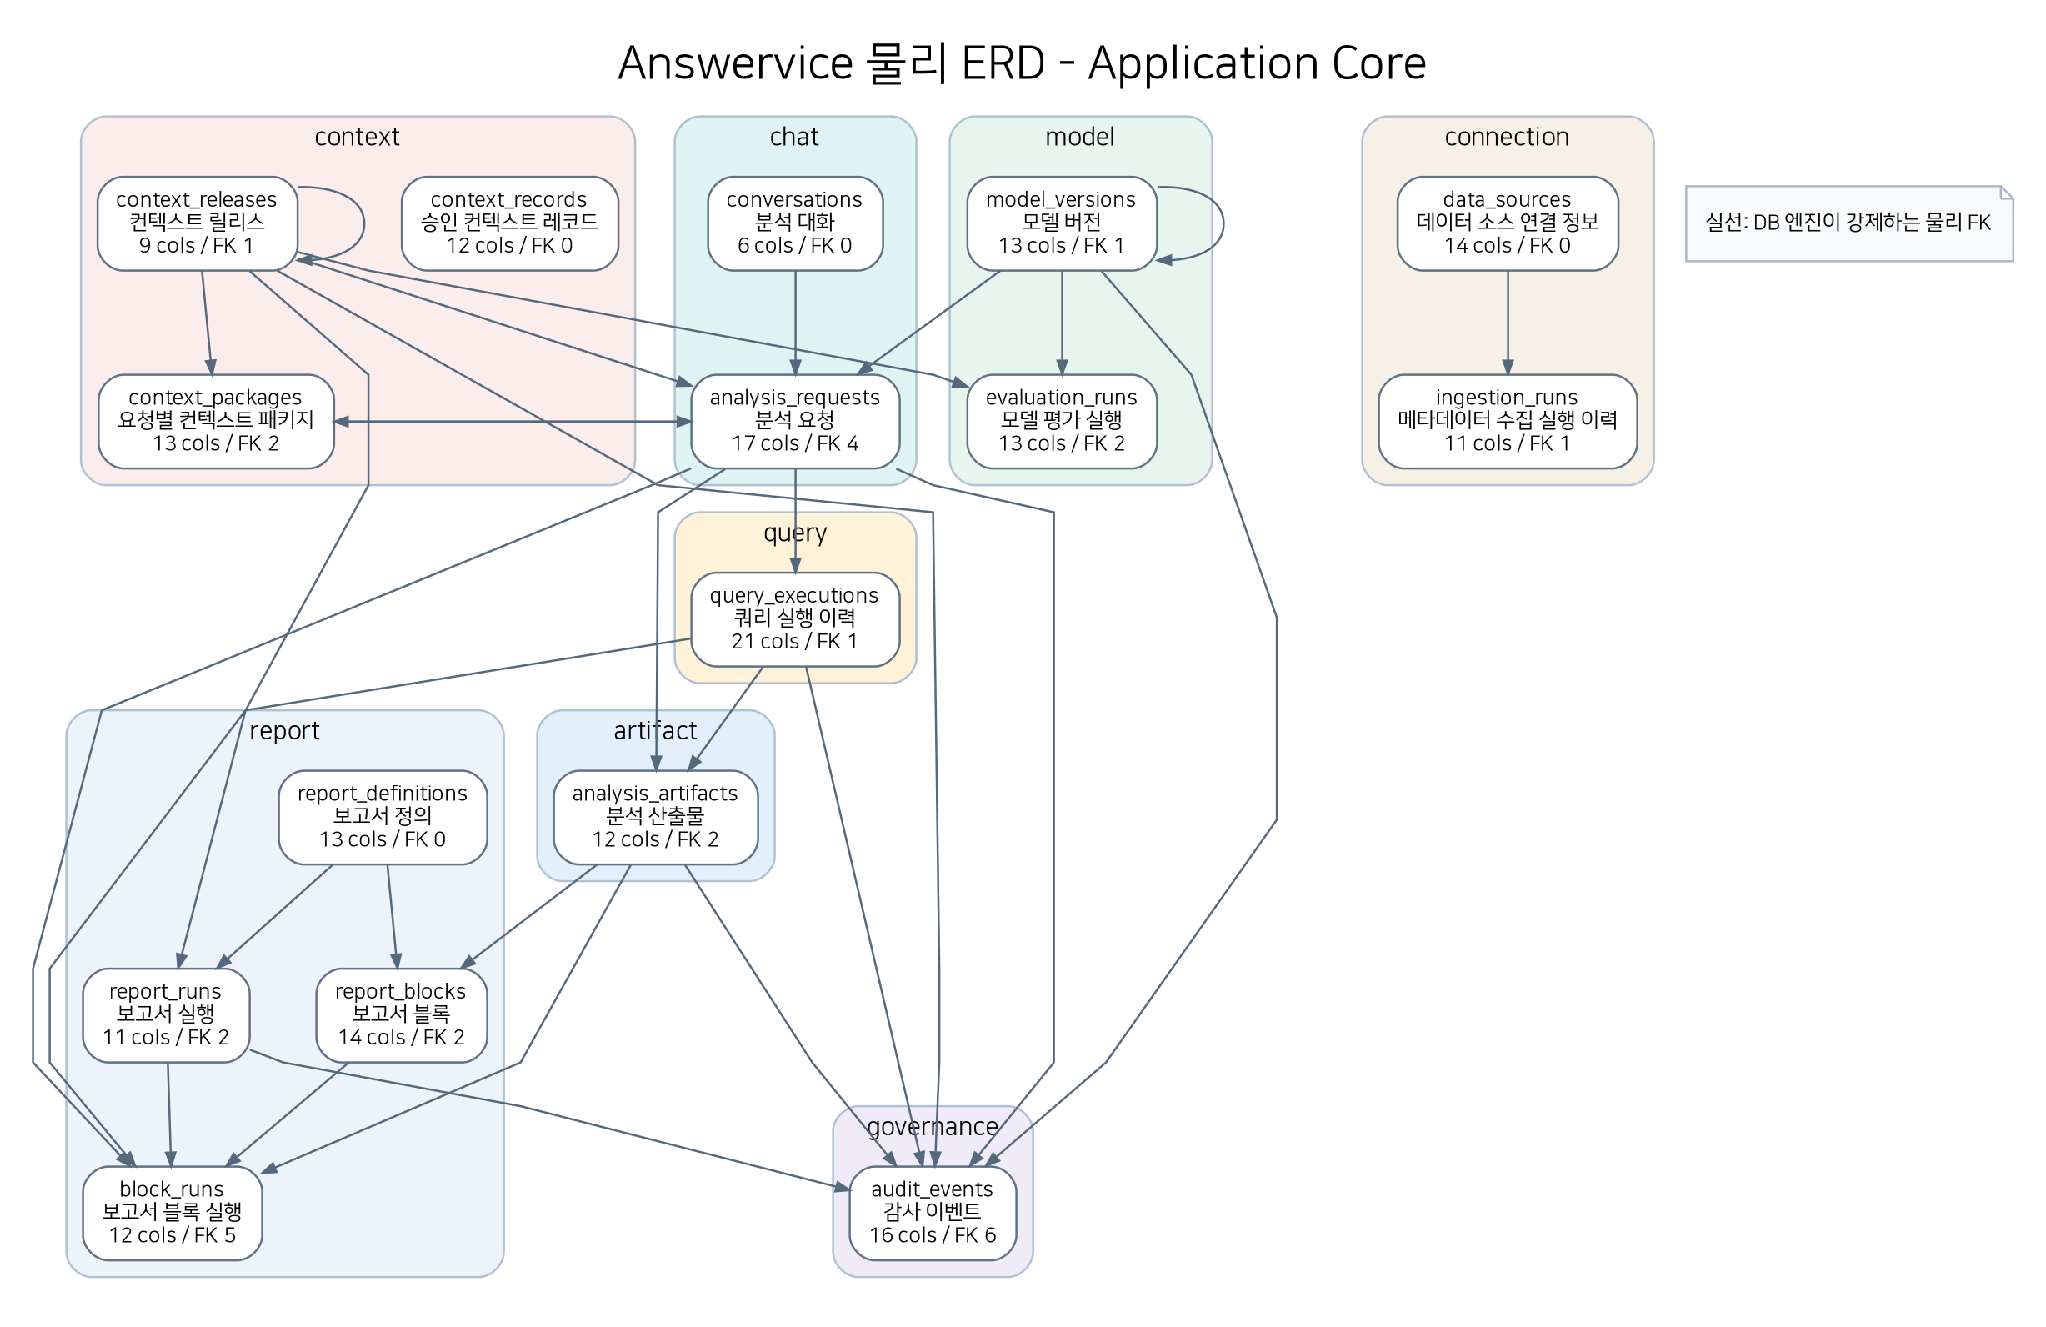 Answervice 물리 ERD - Application Core
context
context_releases
컨텍스트 릴리스
9 cols / FK 1
context_records
승인 컨텍스트 레코드
12 cols / FK 0
context_packages
요청별 컨텍스트 패키지
13 cols / FK 2
chat
conversations
분석 대화
6 cols / FK 0
analysis_requests
분석 요청
17 cols / FK 4
model
model_versions
모델 버전
13 cols / FK 1
evaluation_runs
모델 평가 실행
13 cols / FK 2
connection
data_sources
데이터 소스 연결 정보
14 cols / FK 0
ingestion_runs
메타데이터 수집 실행 이력
11 cols / FK 1
실선: DB 엔진이 강제하는 물리 FK
query
query_executions
쿼리 실행 이력
21 cols / FK 1
report
report_definitions
보고서 정의
13 cols / FK 0
report_runs
보고서 실행
11 cols / FK 2
report_blocks
보고서 블록
14 cols / FK 2
block_runs
보고서 블록 실행
12 cols / FK 5
artifact
analysis_artifacts
분석 산출물
12 cols / FK 2
governance
audit_events
감사 이벤트
16 cols / FK 6